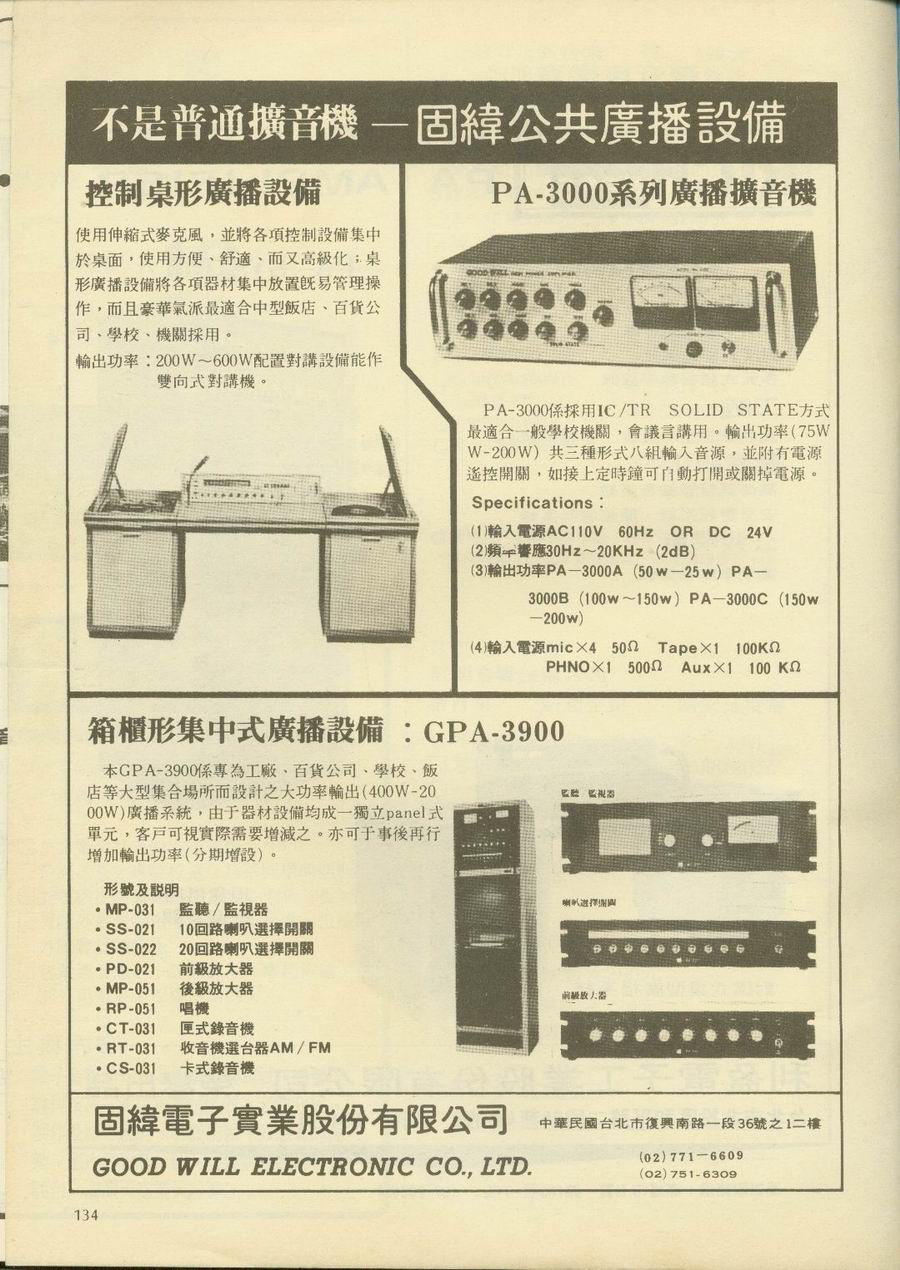 不是普通擴音機 — 固緯公共廣播設備
控制桌形廣播設備
使用伸縮式麥克風，並將各項控制設備集中
於桌面，使用方便、舒適、而又高級化；桌
形廣播設備將各項器材集中放置旣易管理操
作，而且豪華氣派最適合中型飯店、百貨公
司、學校、機關採用。
輸出功率：200W～600W配置對講設備能作
雙向式對講機。
PA-3000系列廣播擴音機
GOOD WILL HIGH POWER AMPLIFIER
SOLID STATE
PA-3000係採用IC/TR SOLID STATE方式
最適合一般學校機關，會議言講用。輸出功率(75W
W-200W) 共三種形式八組輸入音源，並附有電源
遙控開關，如接上定時鐘可自動打開或關掉電源。
Specifications：
(1)輸入電源AC110V 60Hz OR DC 24V
(2)頻率響應30Hz～20KHz (2dB)
(3)輸出功率PA－3000A (50w－25w) PA－
3000B (100w～150w) PA－3000C (150w
－200w)
(4)輸入電源mic×4 50Ω Tape×1 100KΩ
PHNO×1 500Ω Aux×1 100 KΩ
箱櫃形集中式廣播設備：GPA-3900
本GPA-3900係專為工廠、百貨公司、學校、飯
店等大型集合場所而設計之大功率輸出(400W-20
00W)廣播系統，由于器材設備均成一獨立panel式
單元，客戶可視實際需要增減之。亦可于事後再行
增加輸出功率(分期增設)。
形號及説明
•MP-031 監聽/監視器
•SS-021 10回路喇叭選擇開關
•SS-022 20回路喇叭選擇開關
•PD-021 前級放大器
•MP-051 後級放大器
•RP-051 唱機
•CT-031 匣式錄音機
•RT-031 收音機選台器AM/FM
•CS-031 卡式錄音機
監聽 監視器
喇叭選擇開關
前級放大器
固緯電子實業股份有限公司
GOOD WILL ELECTRONIC CO., LTD.
中華民國台北市復興南路一段36號之1二樓
(02)771－6609
(02)751-6309
134